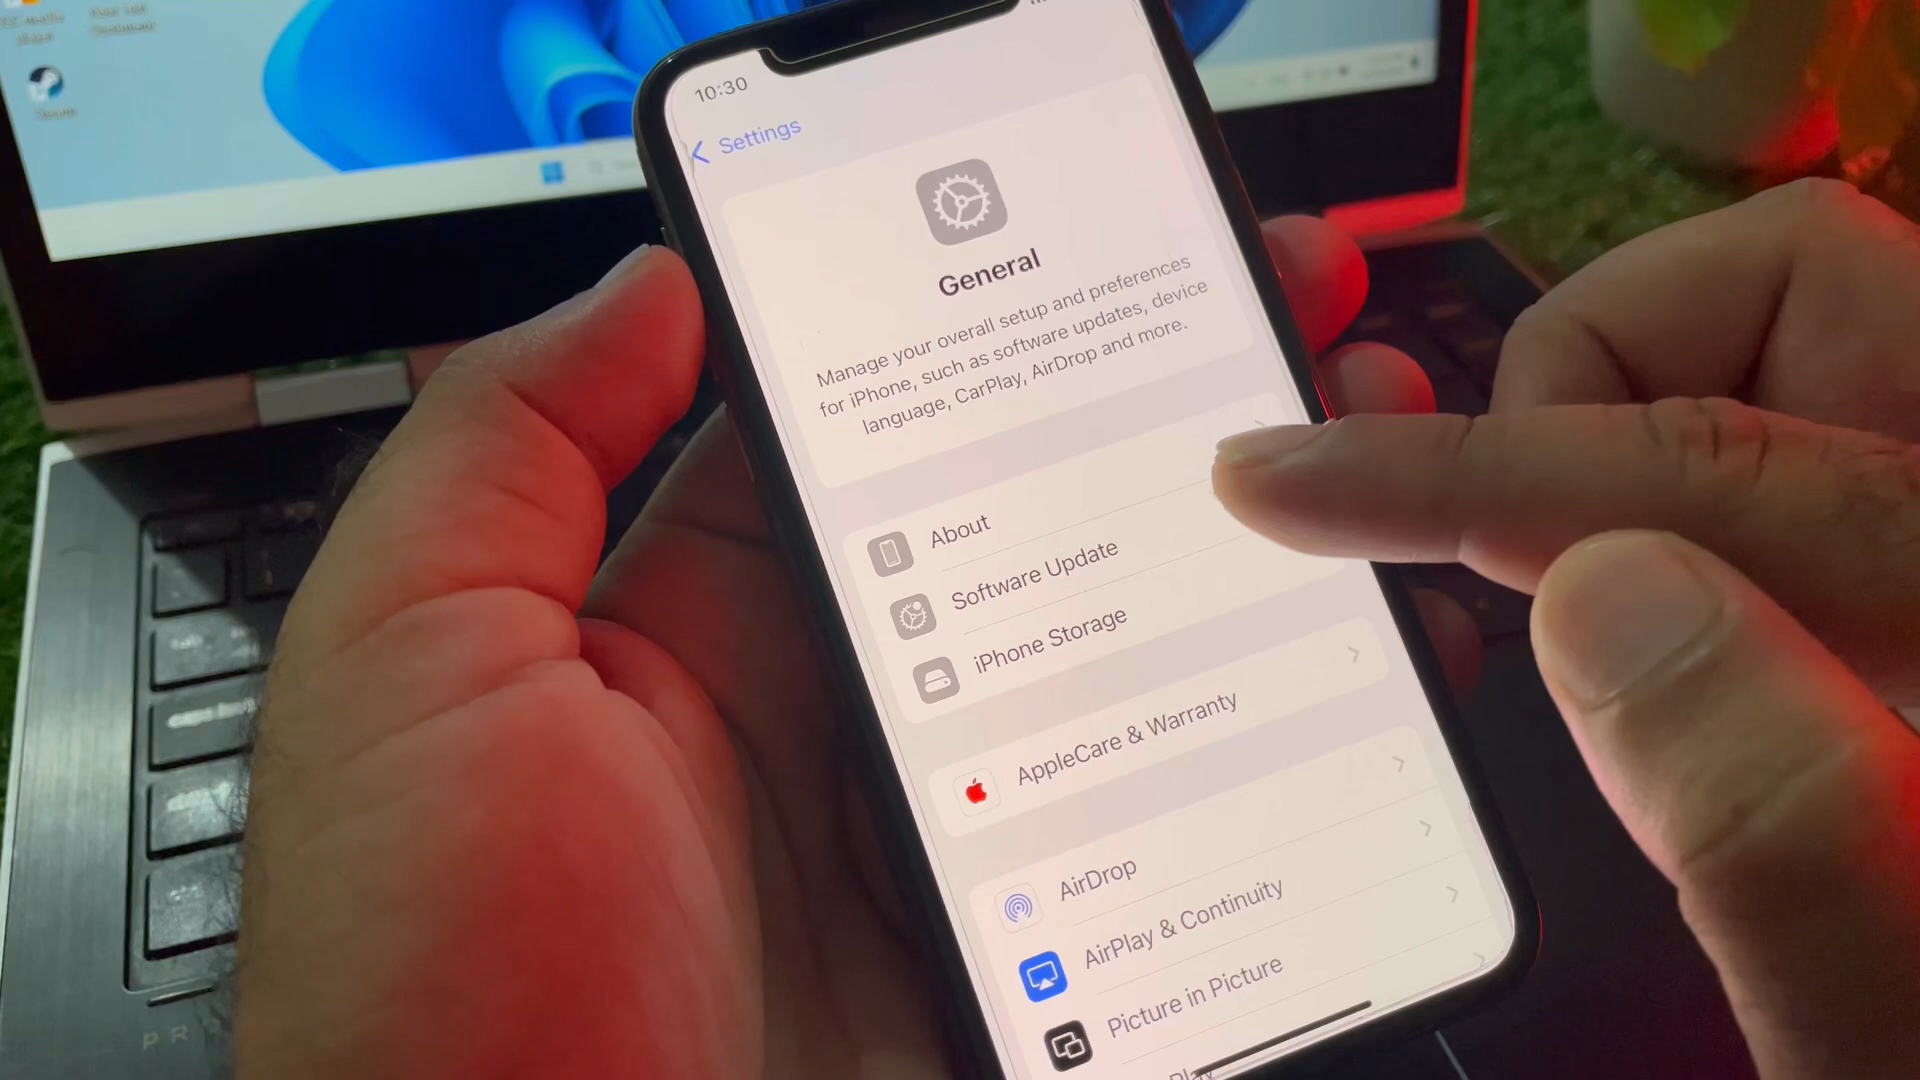 10:30
Settings
General
Manage your overall setup and preferences
for iPhone, such as software updates, device
language, CarPlay, AirDrop and more.
About
Software Update
iPhone Storage
AppleCare & Warranty
AirDrop
AirPlay & Continuity
Picture in Picture
Steam